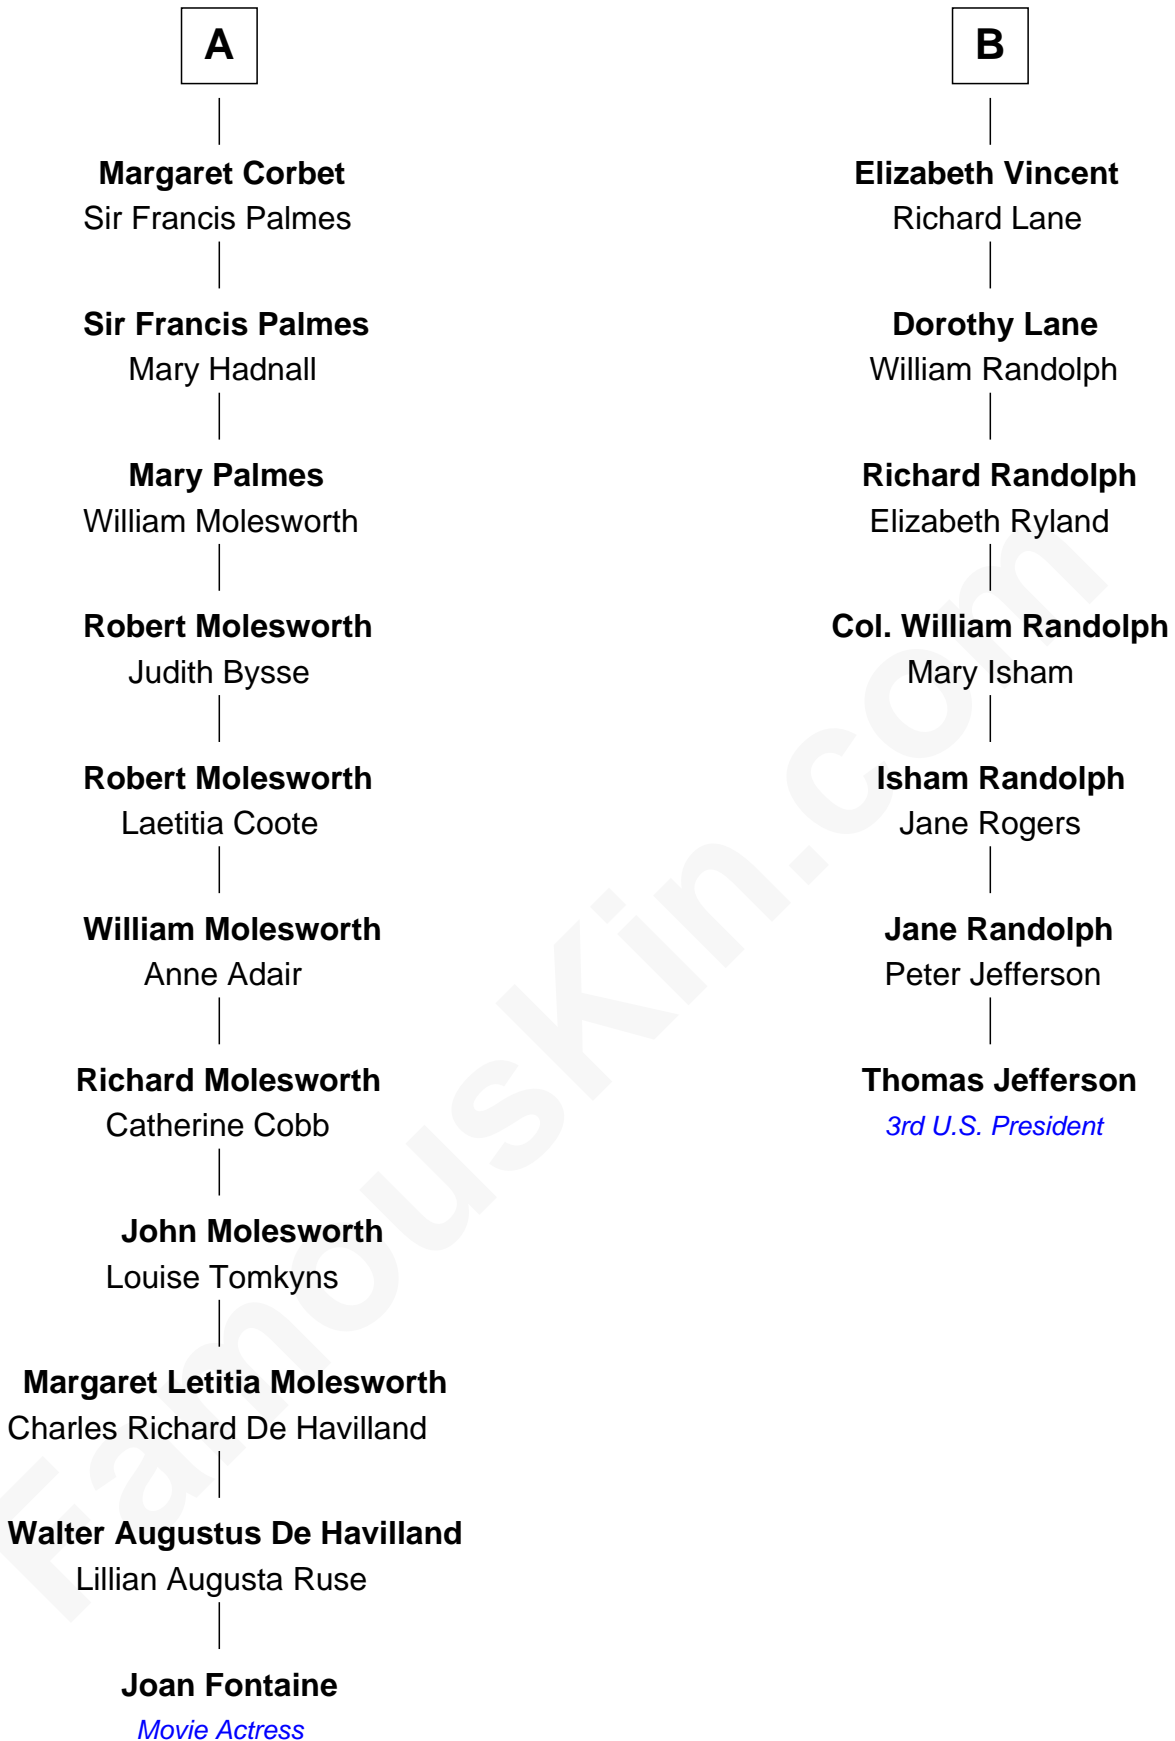 A
Margaret Corbet
Sir Francis Palmes
Sir Francis Palmes
Mary Hadnall
Mary Palmes
William Molesworth
Robert Molesworth
Judith Bysse
Robert Molesworth
Laetitia Coote
William Molesworth
Anne Adair
Richard Molesworth
Catherine Cobb
John Molesworth
Louise Tomkyns
Margaret Letitia Molesworth
Charles Richard De Havilland
Walter Augustus De Havilland
Lillian Augusta Ruse
Joan Fontaine
Movie Actress
B
Elizabeth Vincent
Richard Lane
Dorothy Lane
William Randolph
Richard Randolph
Elizabeth Ryland
Col. William Randolph
Mary Isham
Isham Randolph
Jane Rogers
Jane Randolph
Peter Jefferson
Thomas Jefferson
3rd U.S. President
FamousKin.com